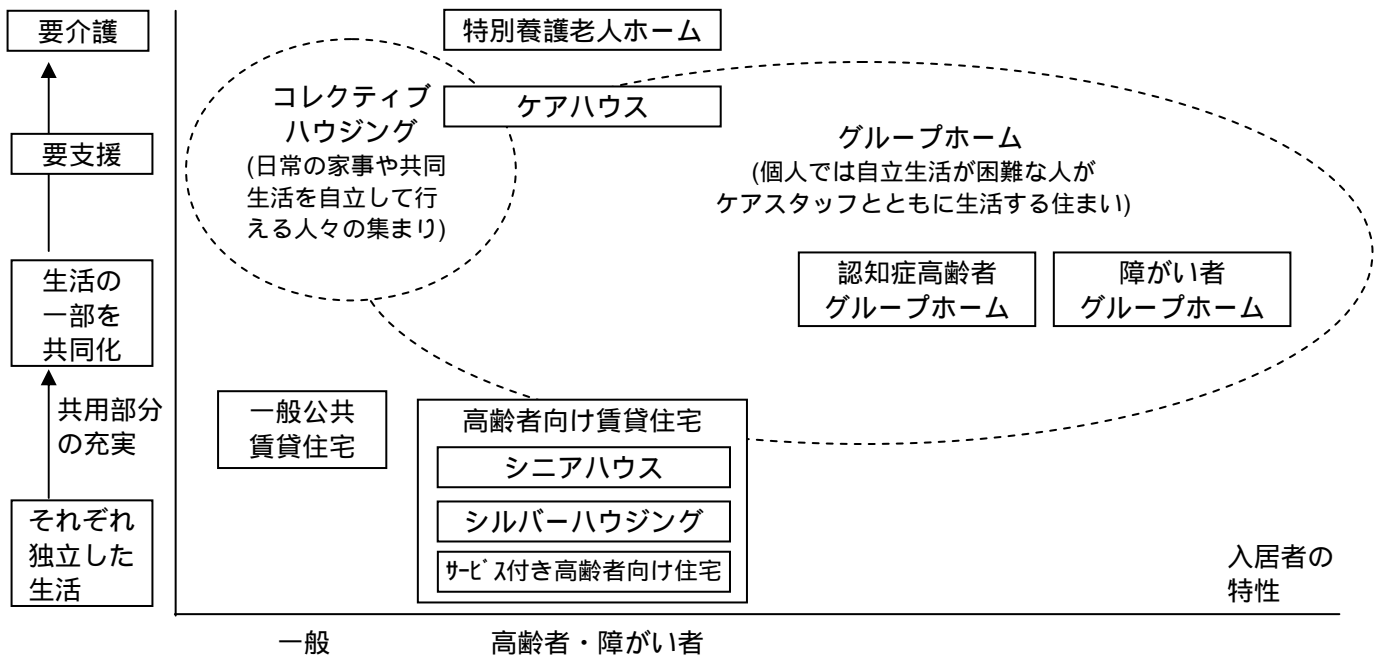 要介護
要支援
生活の
一部を
共同化
共用部分
の充実
それぞれ
独立した
生活
特別養護老人ホーム
ケアハウス
コレクティブ
ハウジング
(日常の家事や共同
生活を自立して行
える人々の集まり)
グループホーム
(個人では自立生活が困難な人が
ケアスタッフとともに生活する住まい)
認知症高齢者
グループホーム
障がい者
グループホーム
一般公共
賃貸住宅
高齢者向け賃貸住宅
シニアハウス
シルバーハウジング
ｻｰﾋﾞｽ付き高齢者向け住宅
入居者の
特性
一般
高齢者・障がい者